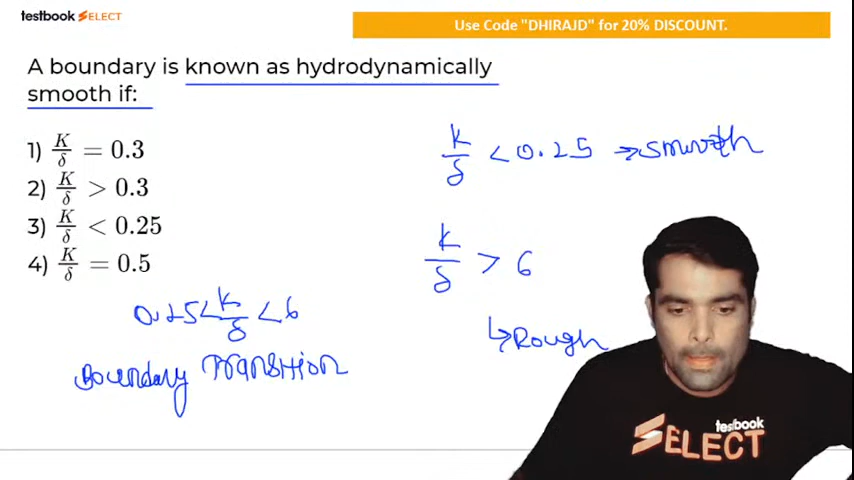 testbook SELECT
Use Code "DHIRAJD" for 20% DISCOUNT.
A boundary is known as hydrodynamically
smooth if:
1) K/δ = 0.3
2) K/δ > 0.3
3) K/δ < 0.25
4) K/δ = 0.5
k/δ < 0.25 → smooth
k/δ > 6
↳ Rough
0.25 < k/δ < 6
Boundary Transition
testbook
SELECT